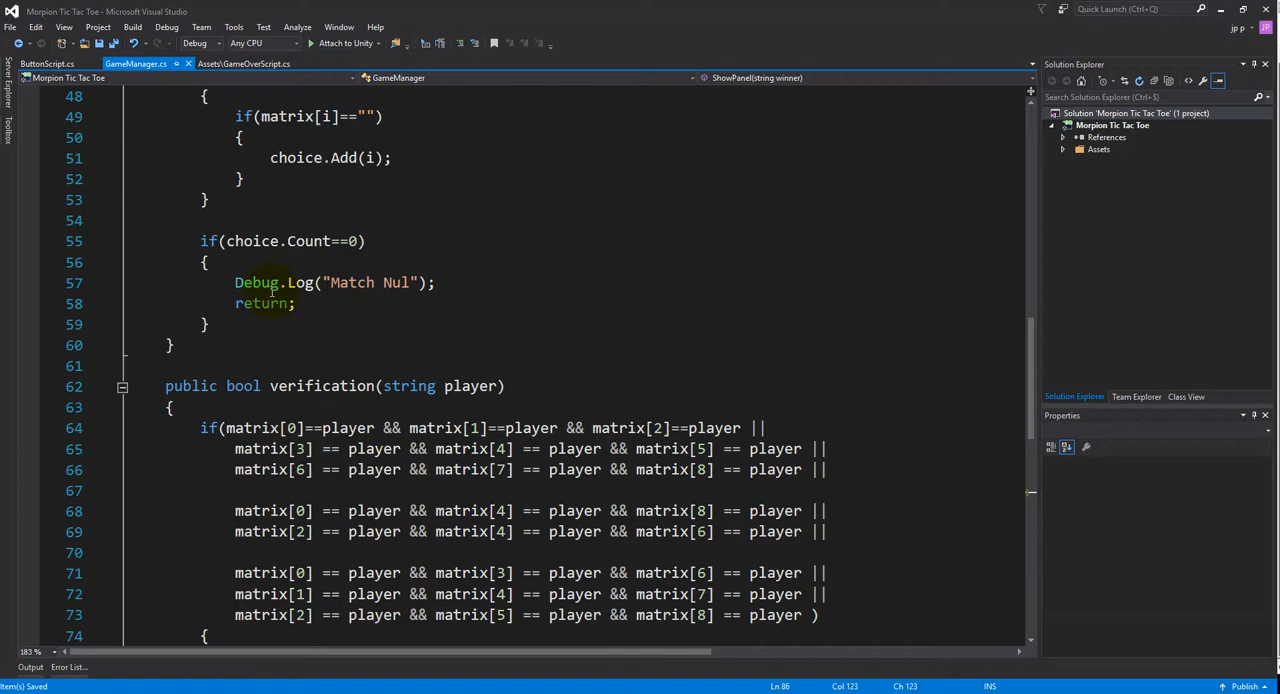 Morpion Tic Tac Toe - Microsoft Visual Studio
Quick Launch (Ctrl+Q)
File Edit View Project Build Debug Team Tools Test Analyze Window Help
jp p
JP
Debug Any CPU Attach to Unity
ButtonScript.cs GameManager.cs Assets\GameOverScript.cs
Morpion Tic Tac Toe GameManager ShowPanel(string winner)
Server Explorer
Toolbox
48 {
49 if(matrix[i]=="")
50 {
51 choice.Add(i);
52 }
53 }
54
55 if(choice.Count==0)
56 {
57 Debug.Log("Match Nul");
58 return;
59 }
60 }
61
62 public bool verification(string player)
63 {
64 if(matrix[0]==player && matrix[1]==player && matrix[2]==player ||
65 matrix[3] == player && matrix[4] == player && matrix[5] == player ||
66 matrix[6] == player && matrix[7] == player && matrix[8] == player ||
67
68 matrix[0] == player && matrix[4] == player && matrix[8] == player ||
69 matrix[2] == player && matrix[4] == player && matrix[6] == player ||
70
71 matrix[0] == player && matrix[3] == player && matrix[6] == player ||
72 matrix[1] == player && matrix[4] == player && matrix[7] == player ||
73 matrix[2] == player && matrix[5] == player && matrix[8] == player )
74 {
183 %
Solution Explorer
Search Solution Explorer (Ctrl+$)
Solution 'Morpion Tic Tac Toe' (1 project)
Morpion Tic Tac Toe
References
Assets
Solution Explorer Team Explorer Class View
Properties
Output Error List...
Item(s) Saved Ln 86 Col 123 Ch 123 INS Publish